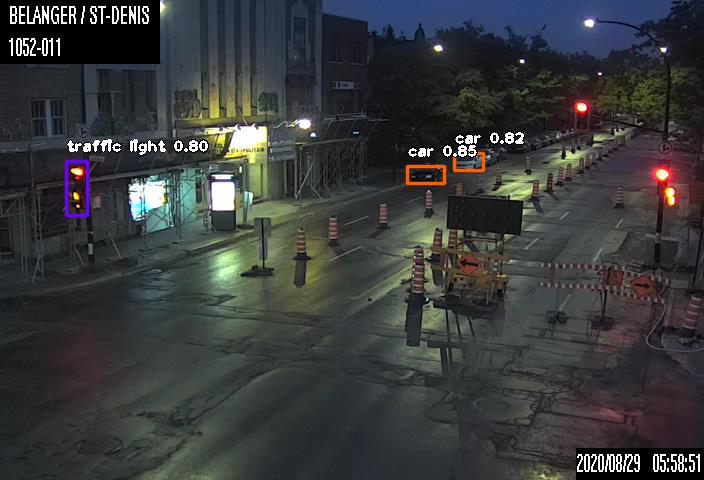 BELANGER / ST-DENIS
1052-011
traffic light 0.80
car 0.82
car 0.85
2020/08/29 05:58:51